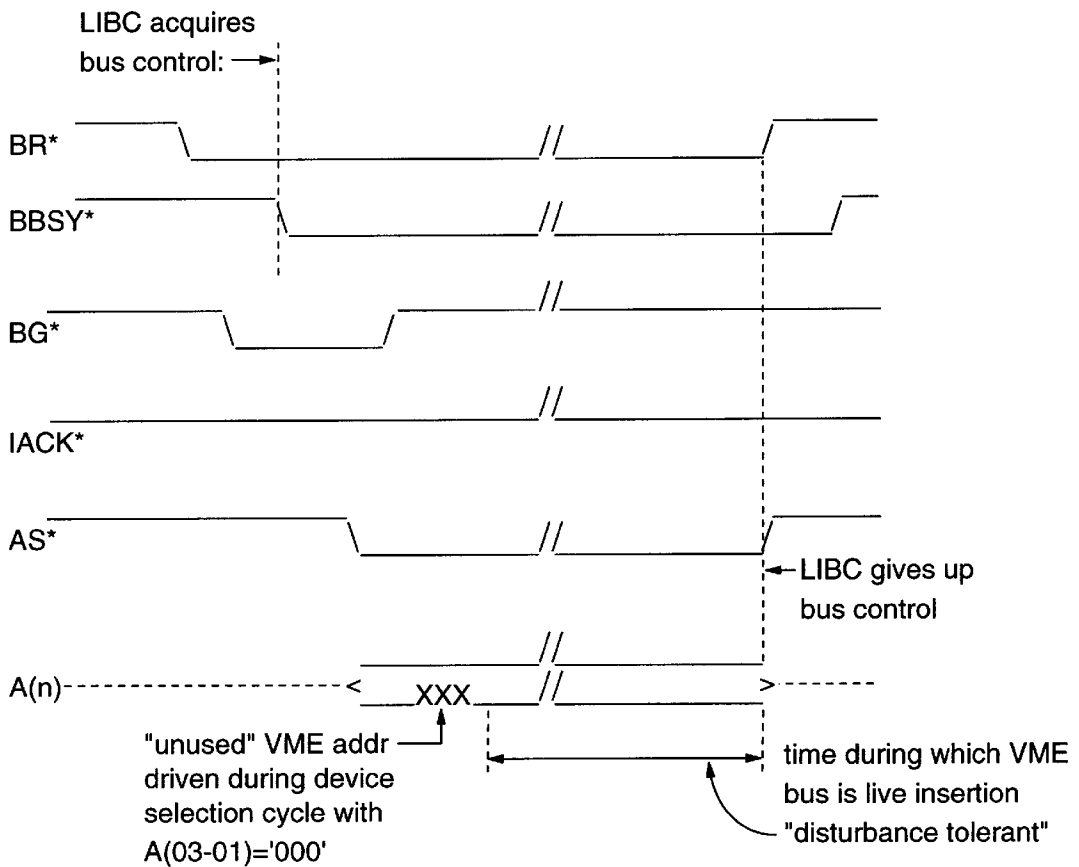 LIBC acquires
bus control:
BR*
BBSY*
BG*
IACK*
AS*
LIBC gives up
bus control
A(n)
XXX
"unused" VME addr
driven during device
selection cycle with
A(03-01)='000'
time during which VME
bus is live insertion
"disturbance tolerant"